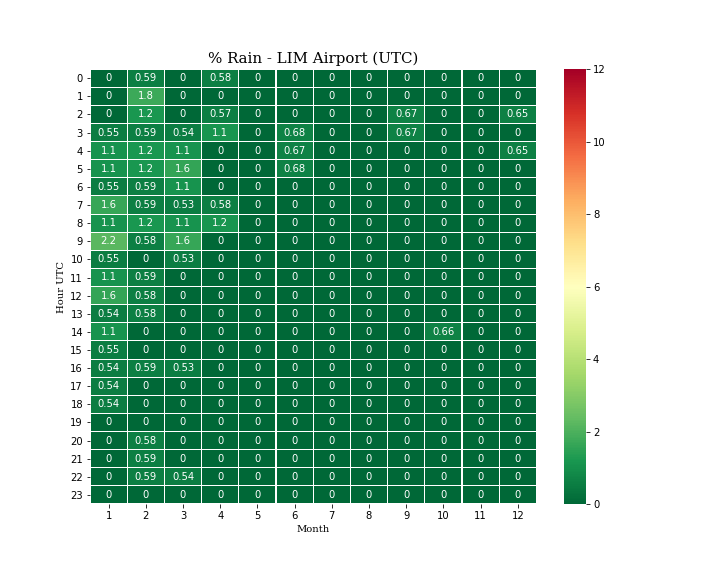 % Rain - LIM Airport (UTC)
0 0 0.59 0 0.58 0 0 0 0 0 0 0 0
1 0 1.8 0 0 0 0 0 0 0 0 0 0
2 0 1.2 0 0.57 0 0 0 0 0.67 0 0 0.65
3 0.55 0.59 0.54 1.1 0 0.68 0 0 0.67 0 0 0
4 1.1 1.2 1.1 0 0 0.67 0 0 0 0 0 0.65
5 1.1 1.2 1.6 0 0 0.68 0 0 0 0 0 0
6 0.55 0.59 1.1 0 0 0 0 0 0 0 0 0
7 1.6 0.59 0.53 0.58 0 0 0 0 0 0 0 0
8 1.1 1.2 1.1 1.2 0 0 0 0 0 0 0 0
9 2.2 0.58 1.6 0 0 0 0 0 0 0 0 0
10 0.55 0 0.53 0 0 0 0 0 0 0 0 0
11 1.1 0.59 0 0 0 0 0 0 0 0 0 0
12 1.6 0.58 0 0 0 0 0 0 0 0 0 0
13 0.54 0.58 0 0 0 0 0 0 0 0 0 0
14 1.1 0 0 0 0 0 0 0 0 0.66 0 0
15 0.55 0 0 0 0 0 0 0 0 0 0 0
16 0.54 0.59 0.53 0 0 0 0 0 0 0 0 0
17 0.54 0 0 0 0 0 0 0 0 0 0 0
18 0.54 0 0 0 0 0 0 0 0 0 0 0
19 0 0 0 0 0 0 0 0 0 0 0 0
20 0 0.58 0 0 0 0 0 0 0 0 0 0
21 0 0.59 0 0 0 0 0 0 0 0 0 0
22 0 0.59 0.54 0 0 0 0 0 0 0 0 0
23 0 0 0 0 0 0 0 0 0 0 0 0
1 2 3 4 5 6 7 8 9 10 11 12
Month
Hour UTC
12
10
8
6
4
2
0